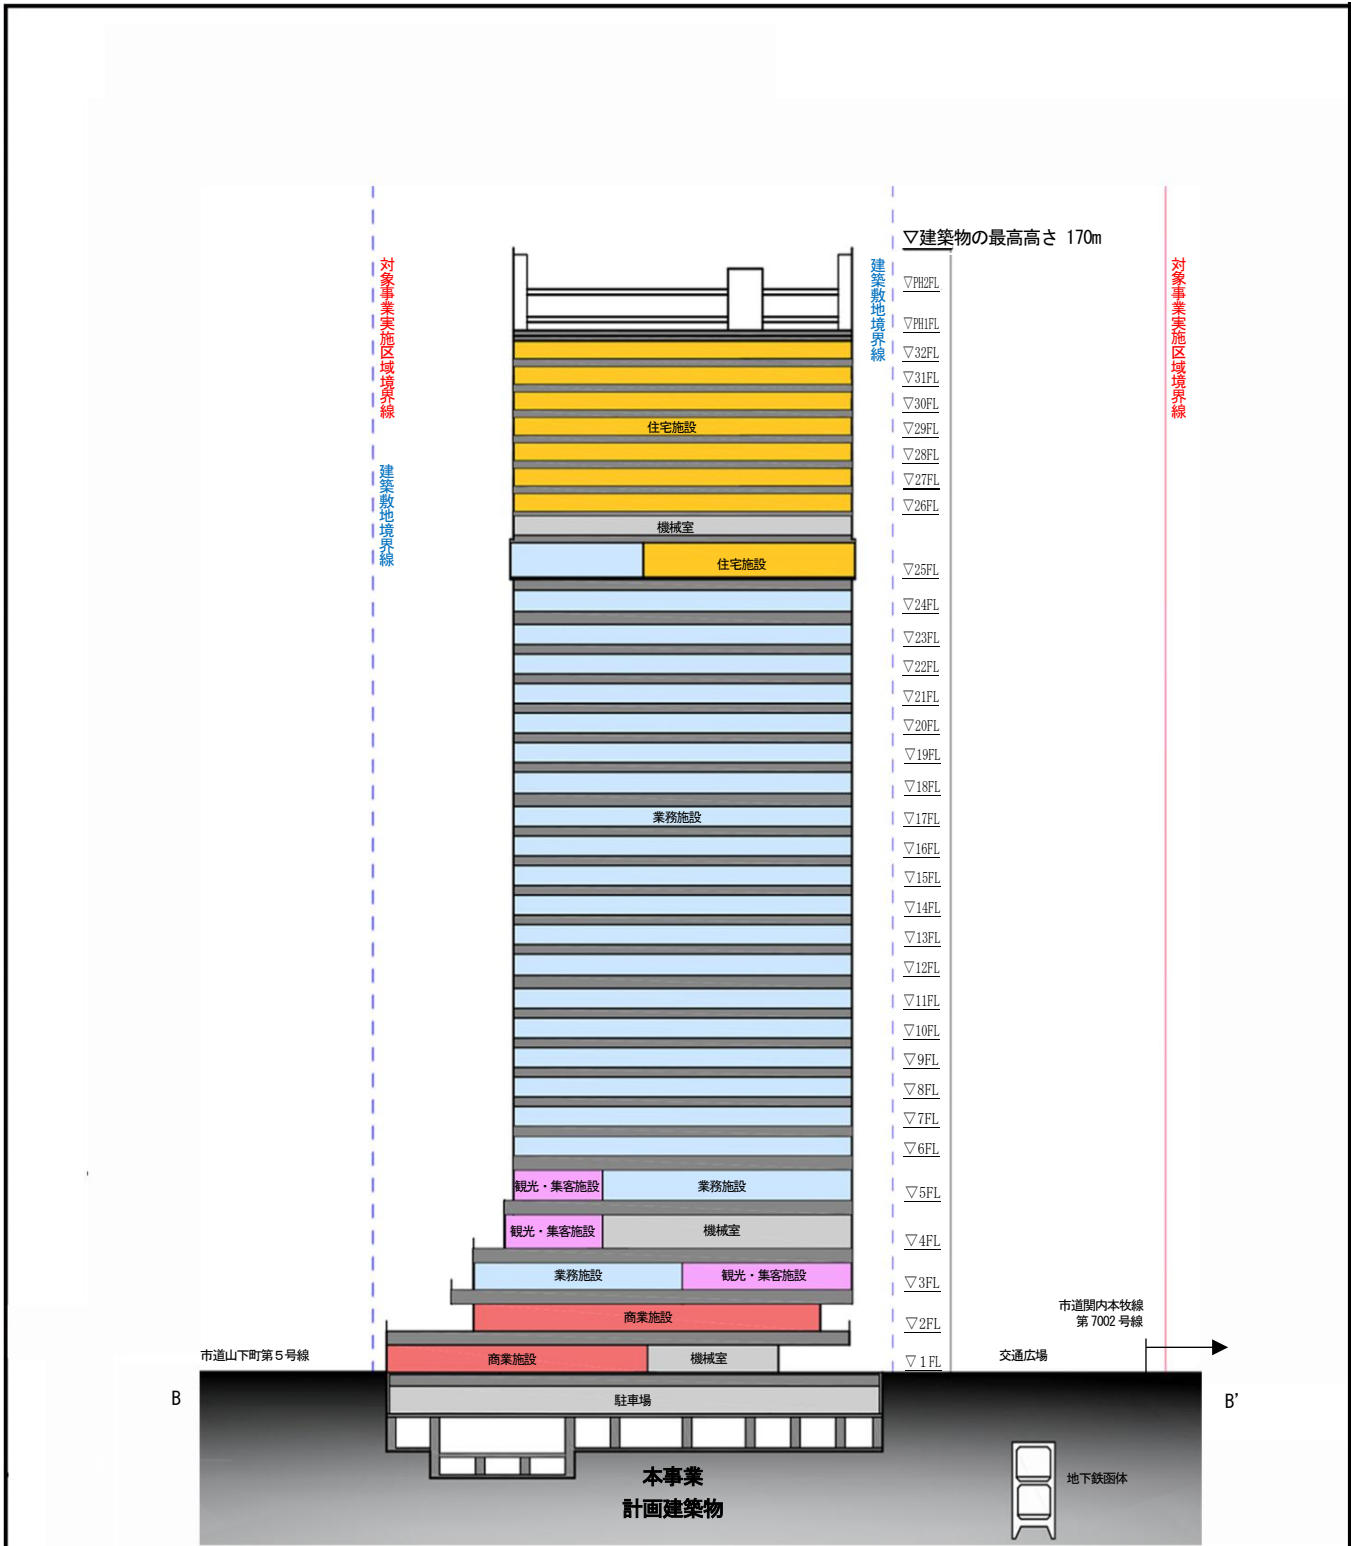 ▽建築物の最高高さ 170m
対象事業実施区域境界線
建築敷地境界線
建築敷地境界線
対象事業実施区域境界線
▽PH2FL
▽PH1FL
▽32FL
▽31FL
▽30FL
住宅施設
▽29FL
▽28FL
▽27FL
▽26FL
機械室
住宅施設
▽25FL
▽24FL
▽23FL
▽22FL
▽21FL
▽20FL
▽19FL
▽18FL
業務施設
▽17FL
▽16FL
▽15FL
▽14FL
▽13FL
▽12FL
▽11FL
▽10FL
▽9FL
▽8FL
▽7FL
▽6FL
観光・集客施設 業務施設
▽5FL
観光・集客施設 機械室
▽4FL
業務施設 観光・集客施設
▽3FL
商業施設
▽2FL
市道関内本牧線
第 7002 号線
市道山下町第5号線
商業施設 機械室
▽1FL
交通広場
B
駐車場
B’
地下鉄函体
本事業
計画建築物